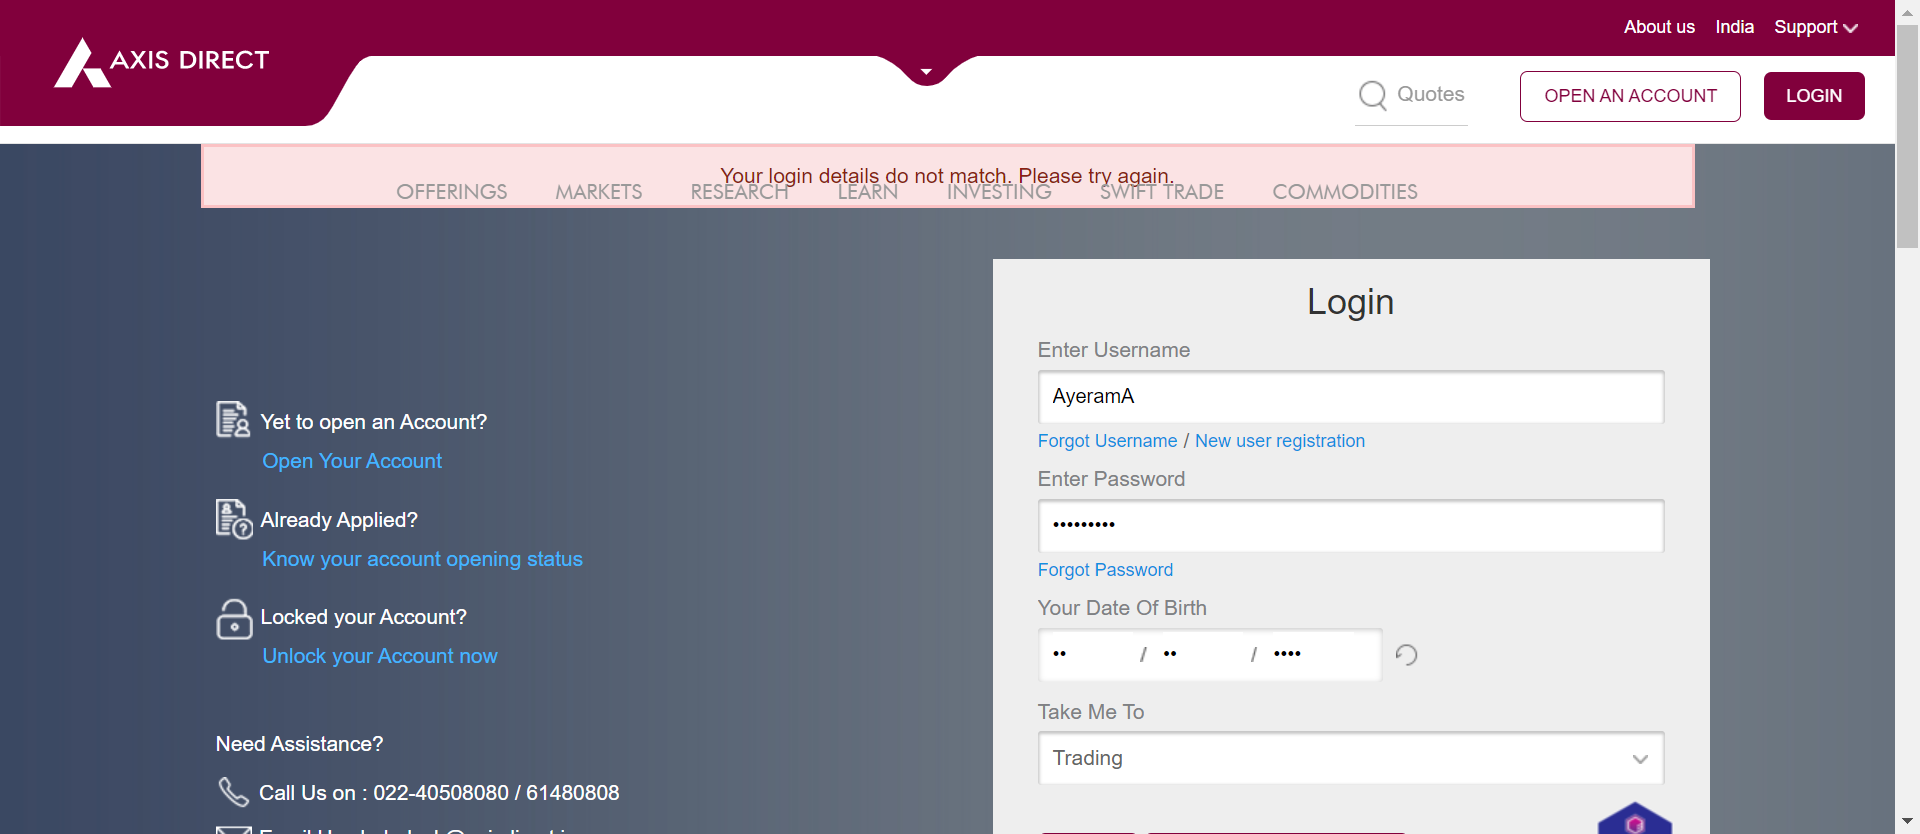 About us India Support
AXIS DIRECT
Quotes
OPEN AN ACCOUNT
LOGIN
Your login details do not match. Please try again.
OFFERINGS MARKETS RESEARCH LEARN INVESTING SWIFT TRADE COMMODITIES
Yet to open an Account?
Open Your Account
Already Applied?
Know your account opening status
Locked your Account?
Unlock your Account now
Need Assistance?
Call Us on : 022-40508080 / 61480808
Login
Enter Username
AyeramA
Forgot Username / New user registration
Enter Password
•••••••••
Forgot Password
Your Date Of Birth
•• / •• / ••••
Take Me To
Trading